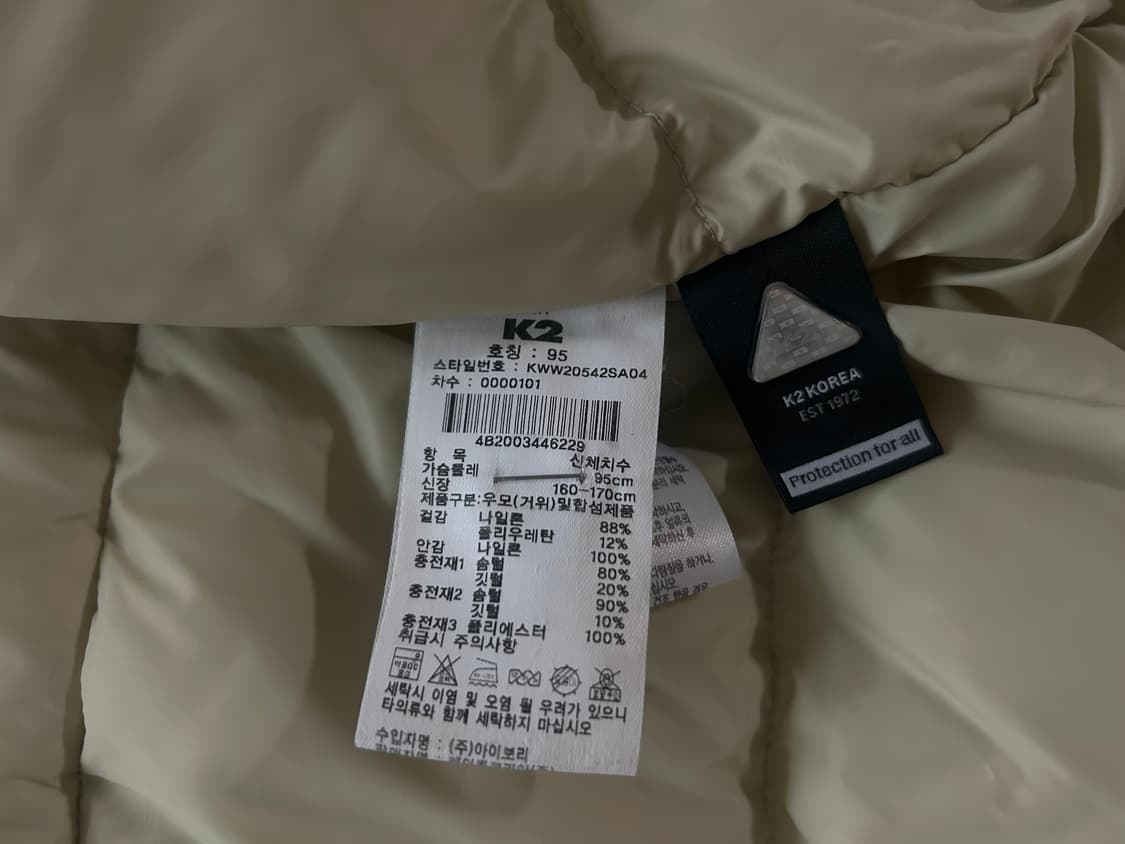 K2
호칭 : 95
스타일번호 : KWW20542SA04
차수 : 0000101
4B2003446229
항 목 신체치수
가슴둘레 95cm
신장 160-170cm
제품구분:우모(거위)및합섬제품
겉감 나일론 88%
폴리우레탄 12%
안감 나일론 100%
충전재1 솜털 80%
깃털 20%
충전재2 솜털 90%
깃털 10%
충전재3 폴리에스터 100%
취급시 주의사항
세탁시 이염 및 오염 될 우려가 있으니
타의류와 함께 세탁하지 마십시오
수입자명 : (주)아이보리
K2 KOREA
EST 1972
Protection for all